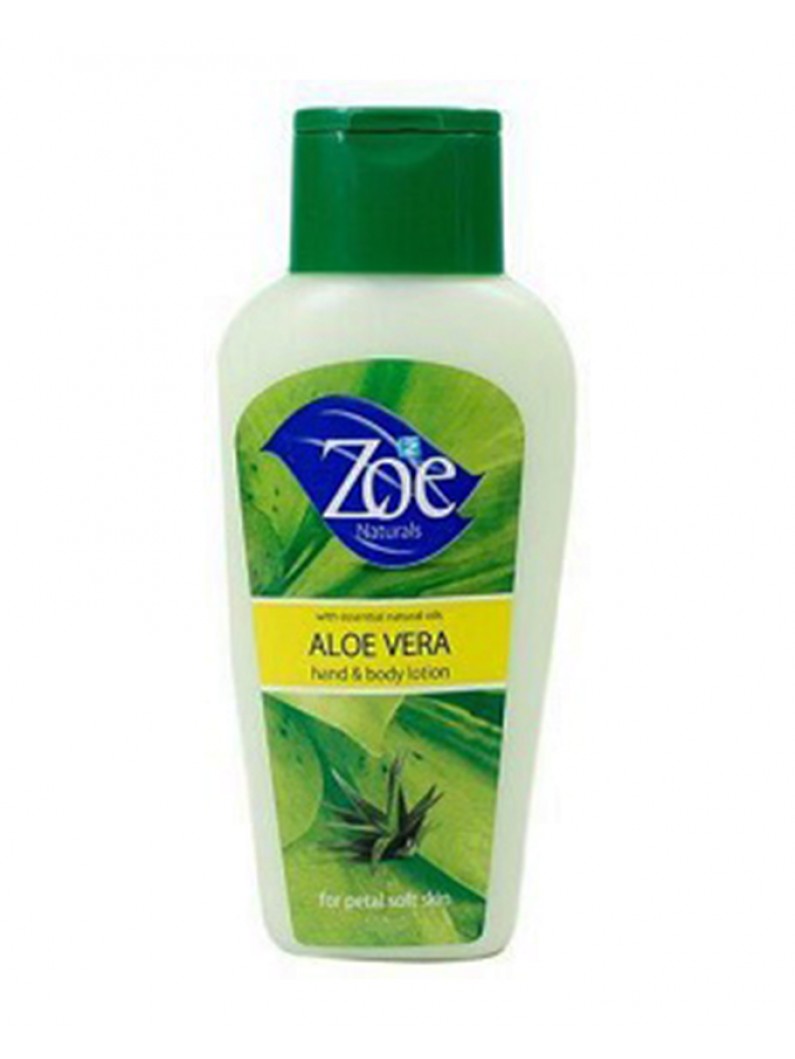 Zoe
Naturals
with essential natural oils
ALOE VERA
hand & body lotion
for petal soft skin